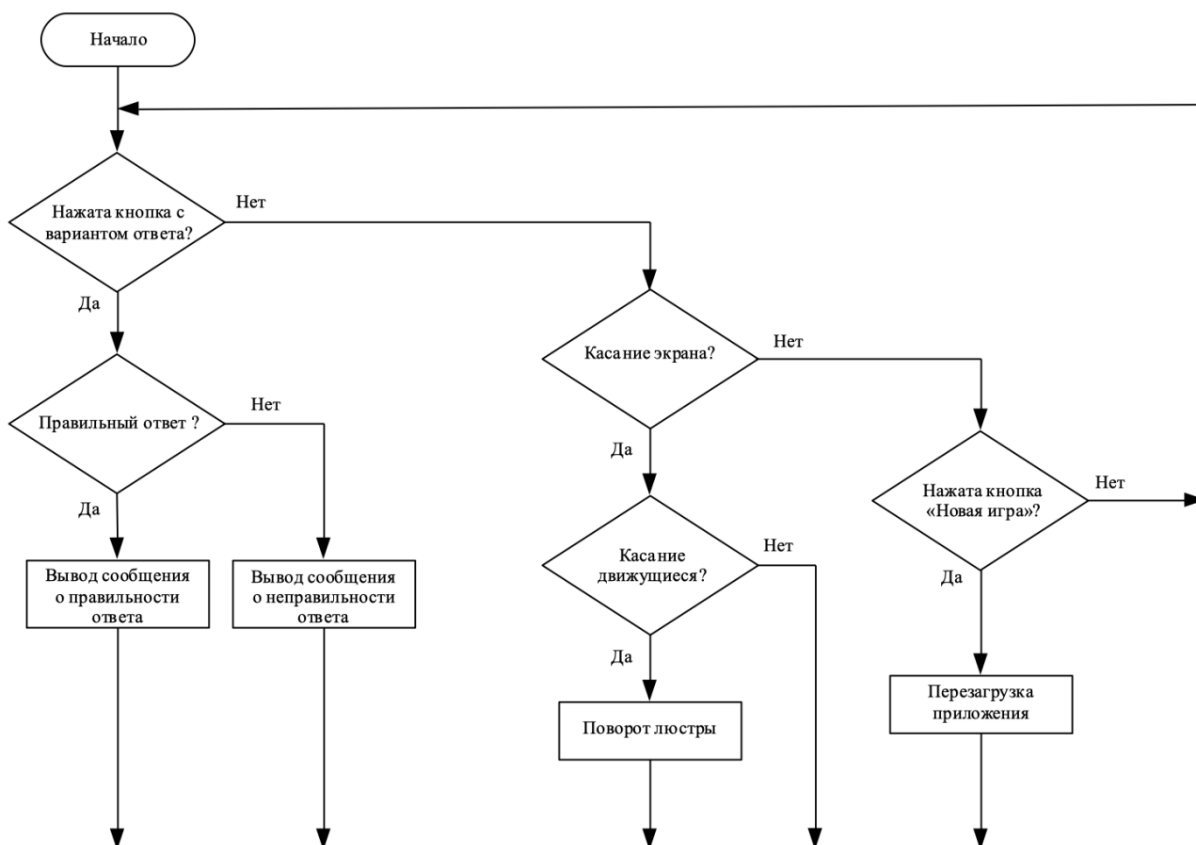 Начало
Нажата кнопка с
вариантом ответа?
Нет
Да
Касание экрана?
Нет
Правильный ответ ?
Нет
Да
Да
Нажата кнопка
«Новая игра»?
Нет
Касание
движущиеся?
Нет
Да
Вывод сообщения
о правильности
ответа
Вывод сообщения
о неправильности
ответа
Да
Поворот люстры
Перезагрузка
приложения